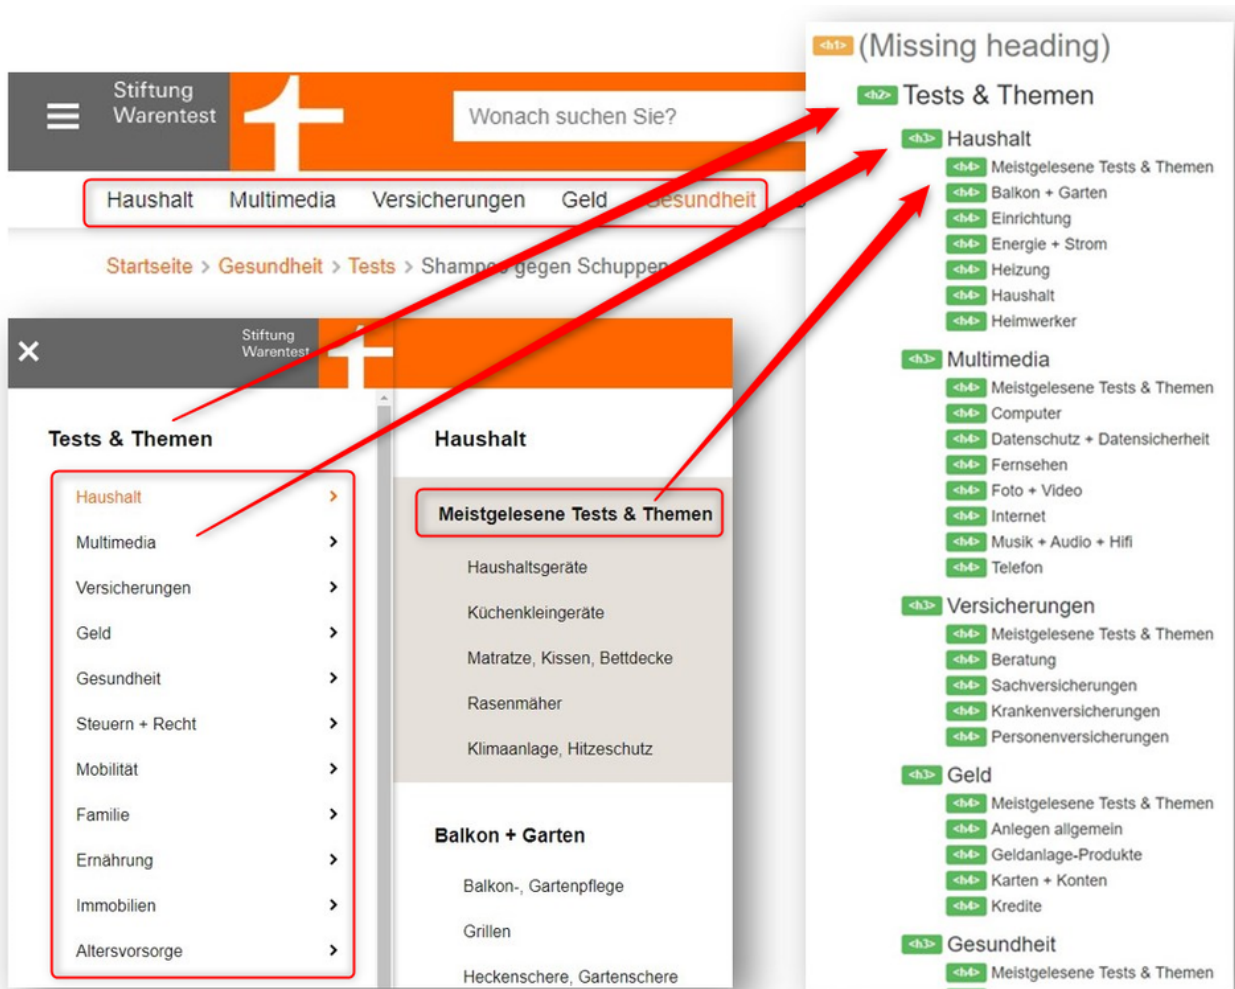 Stiftung
Warentest
Wonach suchen Sie?
Haushalt Multimedia Versicherungen Geld Gesundheit
Startseite > Gesundheit > Tests > Shampoo gegen Schuppen
Stiftung
Warentest
Tests & Themen
Haushalt
Multimedia
Versicherungen
Geld
Gesundheit
Steuern + Recht
Mobilität
Familie
Ernährung
Immobilien
Altersvorsorge
Haushalt
Meistgelesene Tests & Themen
Haushaltsgeräte
Küchenkleingeräte
Matratze, Kissen, Bettdecke
Rasenmäher
Klimaanlage, Hitzeschutz
Balkon + Garten
Balkon-, Gartenpflege
Grillen
Heckenschere, Gartenschere
<h1> (Missing heading)
<h2> Tests & Themen
<h3> Haushalt
<h4> Meistgelesene Tests & Themen
<h4> Balkon + Garten
<h4> Einrichtung
<h4> Energie + Strom
<h4> Heizung
<h4> Haushalt
<h4> Heimwerker
<h3> Multimedia
<h4> Meistgelesene Tests & Themen
<h4> Computer
<h4> Datenschutz + Datensicherheit
<h4> Fernsehen
<h4> Foto + Video
<h4> Internet
<h4> Musik + Audio + Hifi
<h4> Telefon
<h3> Versicherungen
<h4> Meistgelesene Tests & Themen
<h4> Beratung
<h4> Sachversicherungen
<h4> Krankenversicherungen
<h4> Personenversicherungen
<h3> Geld
<h4> Meistgelesene Tests & Themen
<h4> Anlegen allgemein
<h4> Geldanlage-Produkte
<h4> Karten + Konten
<h4> Kredite
<h3> Gesundheit
<h4> Meistgelesene Tests & Themen